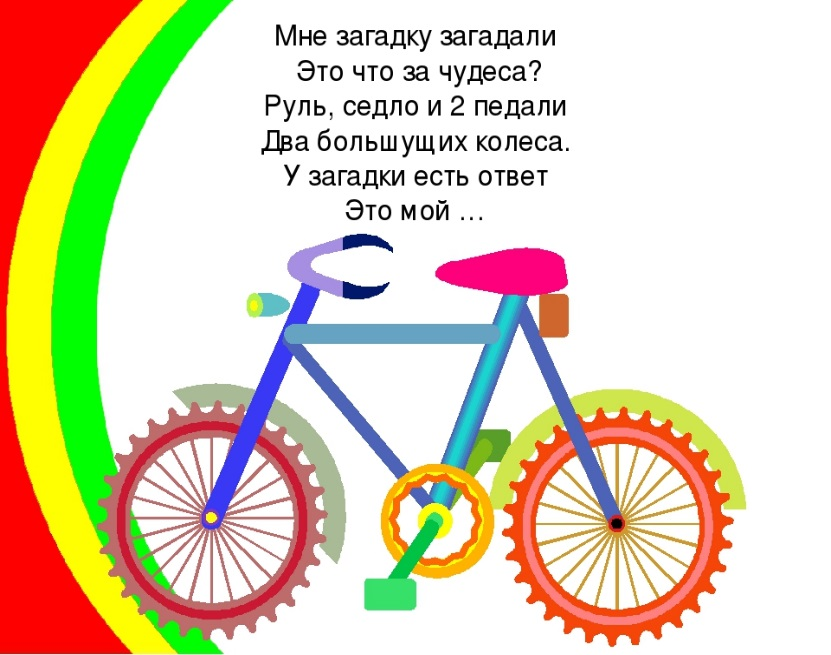 Мне загадку загадали
Это что за чудеса?
Руль, седло и 2 педали
Два большущих колеса.
У загадки есть ответ
Это мой …